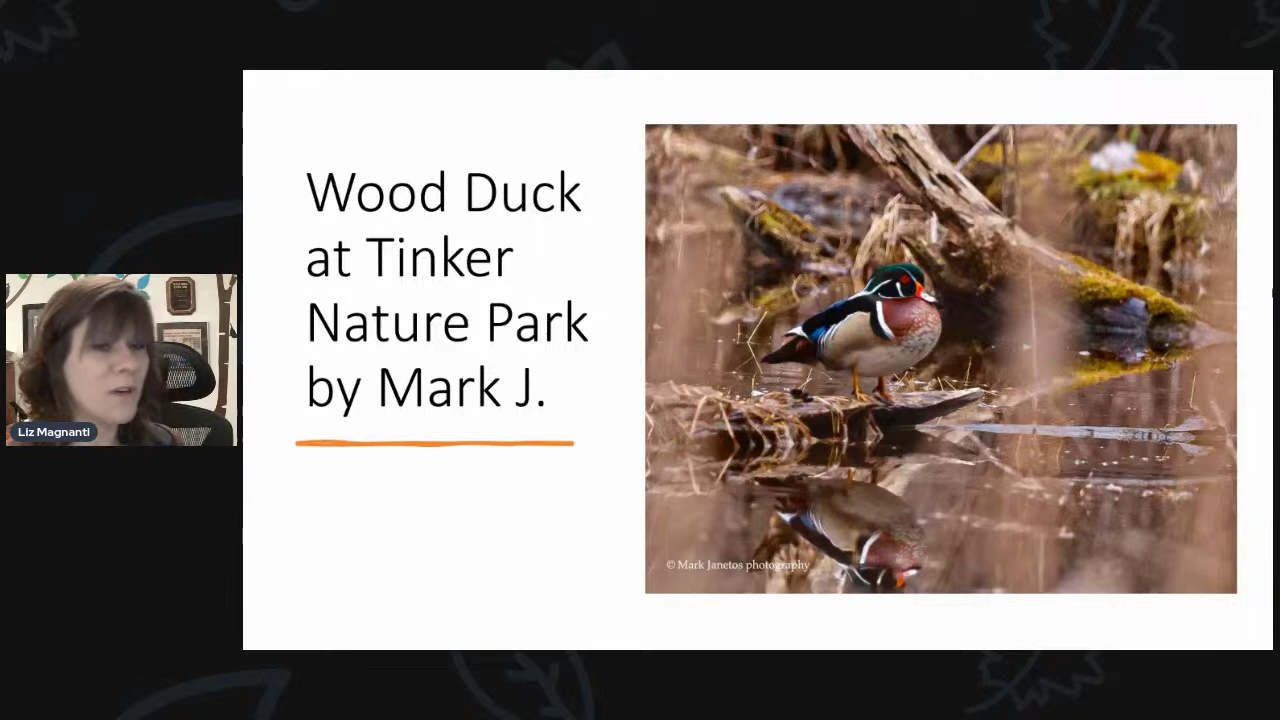 Wood Duck
at Tinker
Nature Park
by Mark J.
Liz Magnanti
© Mark Janetos photography